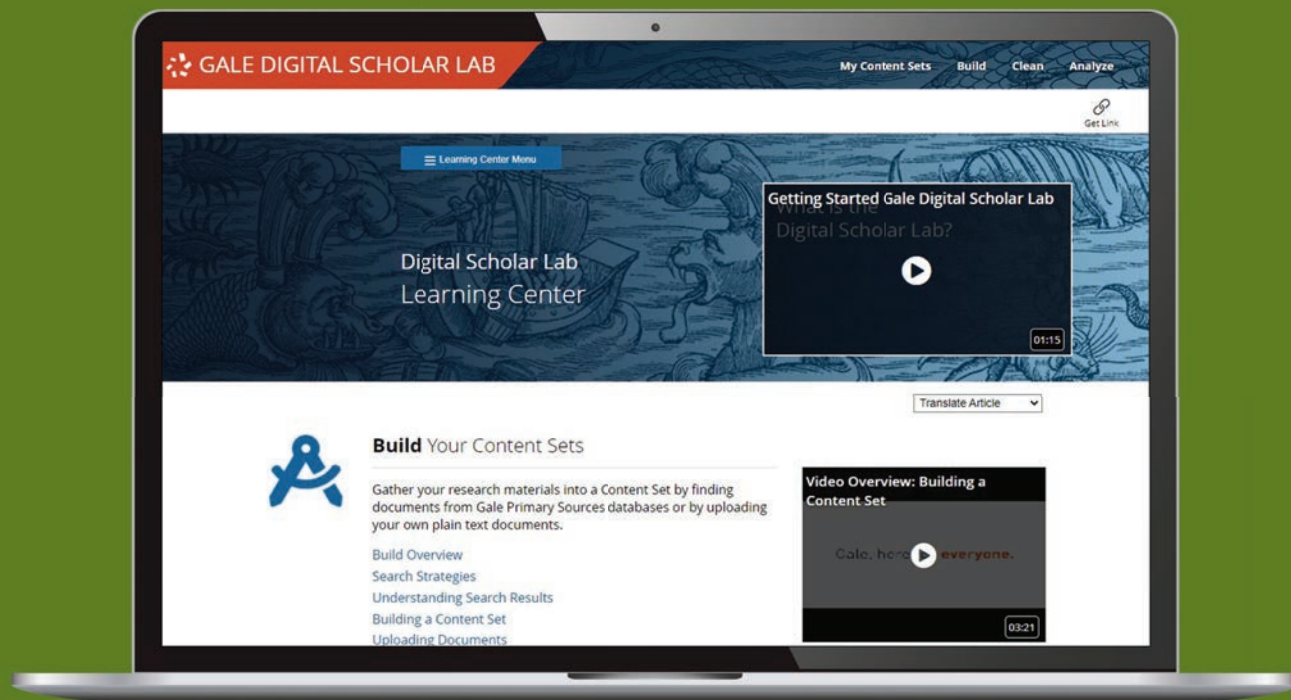 GALE DIGITAL SCHOLAR LAB
My Content Sets Build Clean Analyze
Get Link
Learning Center Menu
Getting Started Gale Digital Scholar Lab
What is the
Digital Scholar Lab?
01:15
Digital Scholar Lab
Learning Center
Translate Article
Build Your Content Sets
Gather your research materials into a Content Set by finding
documents from Gale Primary Sources databases or by uploading
your own plain text documents.
Build Overview
Search Strategies
Understanding Search Results
Building a Content Set
Uploading Documents
Video Overview: Building a
Content Set
Gale, here everyone.
03:21